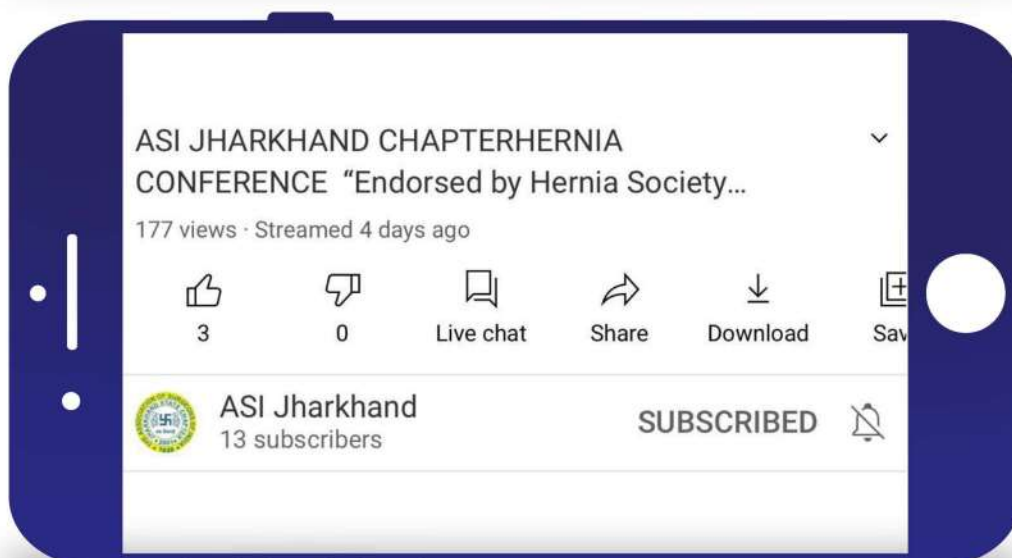 ASI JHARKHAND CHAPTERHERNIA
CONFERENCE “Endorsed by Hernia Society...
177 views · Streamed 4 days ago
3
0
Live chat
Share
Download
Sav
ASI Jharkhand
13 subscribers
SUBSCRIBED